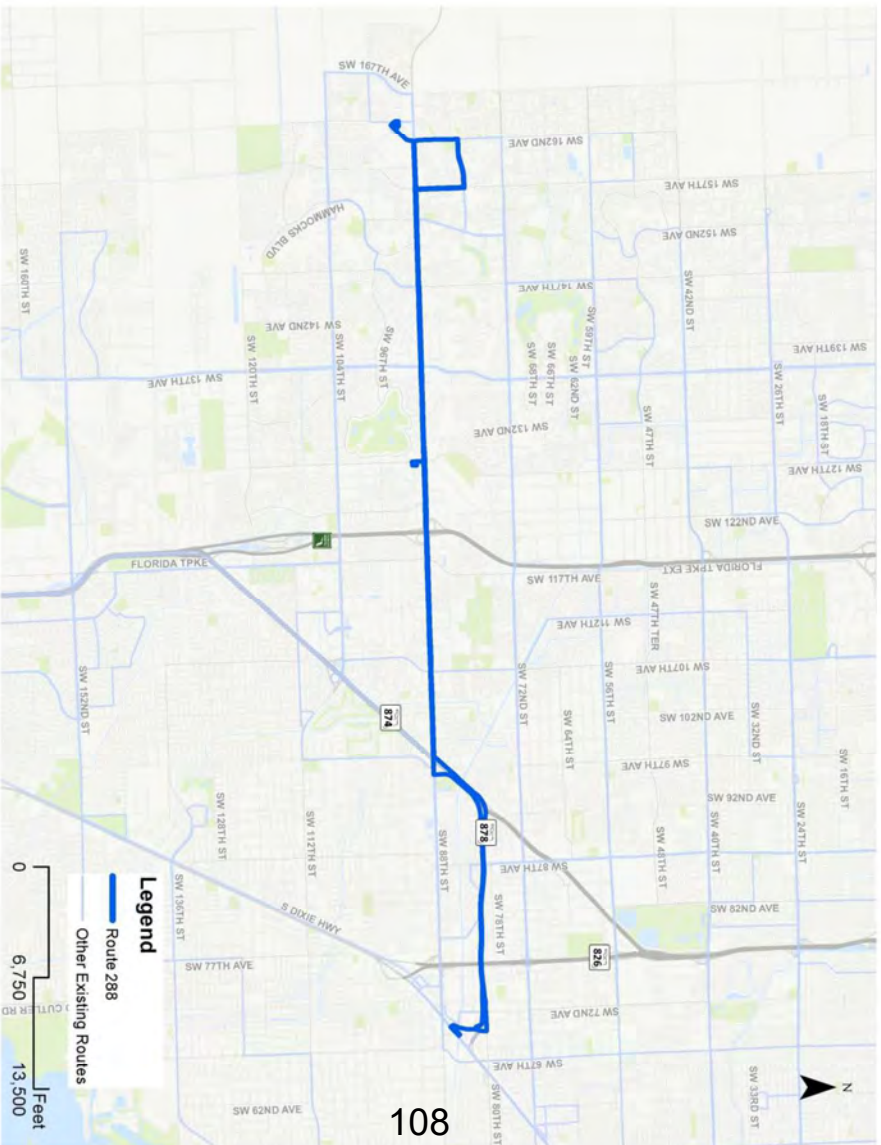 SW 167TH AVE
SW 162ND AVE
SW 157TH AVE
SW 152ND AVE
HAMMOCKS BLVD
SW 160TH ST
SW 147TH AVE
SW 42ND ST
SW 142ND AVE
SW 120TH ST
SW 104TH ST
SW 96TH ST
SW 59TH ST
SW 62ND ST
SW 66TH ST
SW 68TH ST
SW 139TH AVE
SW 137TH AVE
SW 26TH ST
SW 18TH ST
SW 47TH ST
SW 132ND AVE
SW 127TH AVE
SW 122ND AVE
FLORIDA TPKE
FLORIDA TPKE EXT
SW 117TH AVE
SW 47TH TER
SW 112TH AVE
SW 107TH AVE
SW 152ND ST
SW 72ND ST
SW 56TH ST
SW 102ND AVE
SW 32ND ST
SW 64TH ST
874
SW 97TH AVE
SW 16TH ST
SW 92ND AVE
878
SW 128TH ST
SW 112TH ST
SW 88TH ST
SW 48TH ST
SW 40TH ST
SW 24TH ST
SW 87TH AVE
SW 136TH ST
S DIXIE HWY
SW 78TH ST
SW 82ND AVE
826
SW 77TH AVE
SW 72ND AVE
CUTLER RD
SW 67TH AVE
SW 62ND AVE
SW 80TH ST
SW 33RD ST
N
Legend
Route 288
Other Existing Routes
0 6,750 13,500
Feet
108